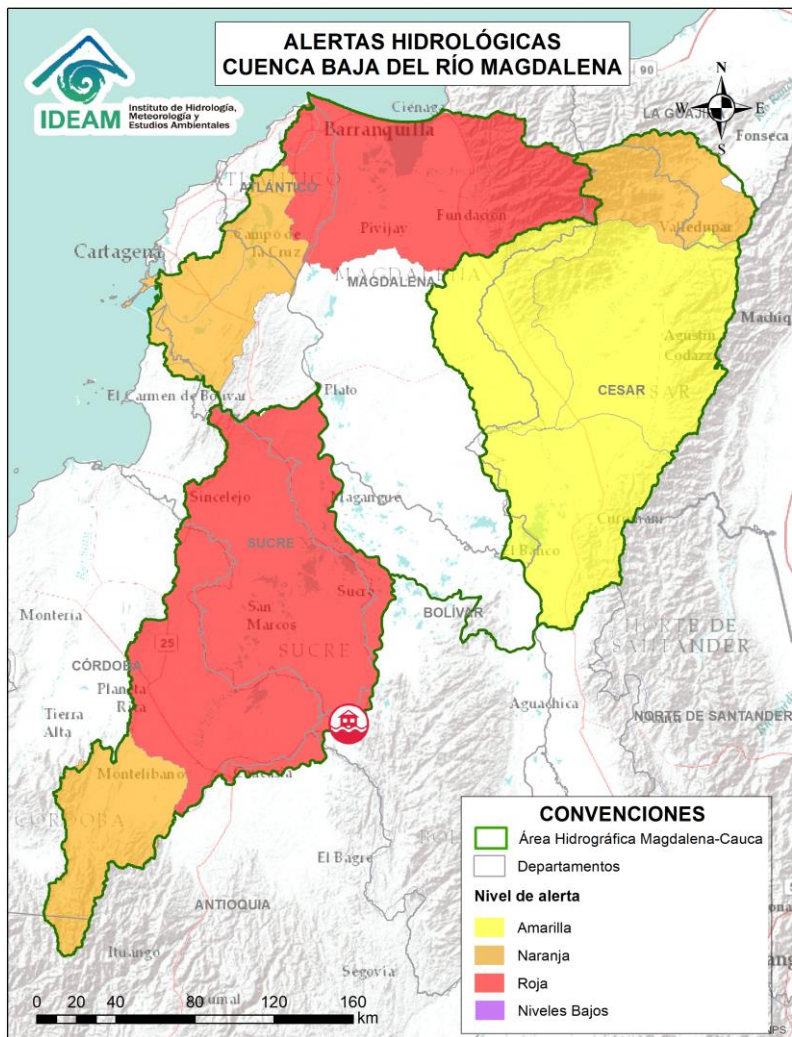 ALERTAS HIDROLÓGICAS
CUENCA BAJA DEL RÍO MAGDALENA
IDEAM
Instituto de Hidrología,
Meteorología y
Estudios Ambientales
90
N
W
E
S
Ciénaga
LA GUAJI
Fonseca
Barranquilla
ATLÁNTICO
Pivijay
Fundación
Valledupar
Cartagena
Campo de
la Cruz
MAGDALENA
MAGDALENA
Machiq
Agustín
Codazzi
CESAR
El Carmen de Bolívar
Plato
Sincelejo
Magangué
SUCRE
El Banco
Sucre
BOLÍVAR
San
Marcos
SUCRE
Montería
25
CÓRDOBA
Planeta
Rica
NORTE DE
SANTANDER
Aguachica
NORTE DE SANTANDER
Tierra
Alta
Montelíbano
CÓRDOBA
El Bagre
ANTIOQUIA
Ituango
Segovia
CONVENCIONES
Área Hidrográfica Magdalena-Cauca
Departamentos
Nivel de alerta
Amarilla
Naranja
Roja
Niveles Bajos
0 20 40 80 120 160
km